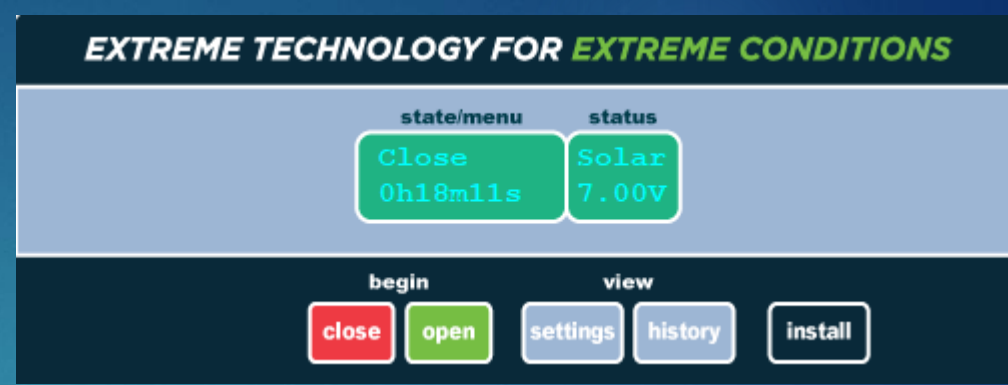 EXTREME TECHNOLOGY FOR EXTREME CONDITIONS
state/menu status
Close Solar
0h18m11s 7.00V
begin view
close open settings history install